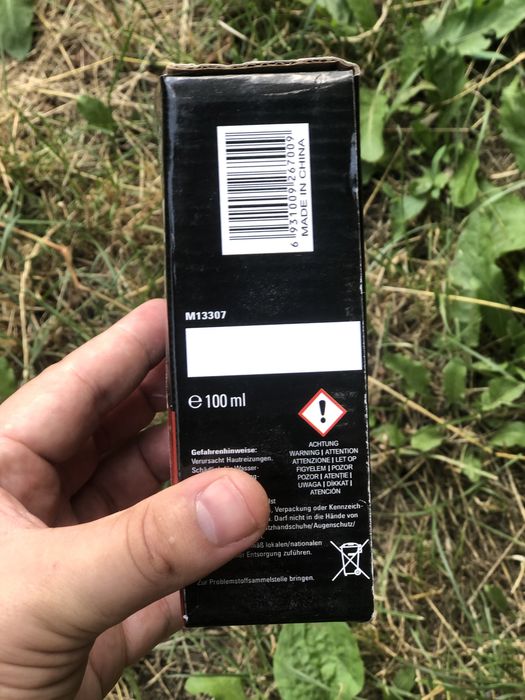 6 931009 267009
MADE IN CHINA
M13307
℮ 100 ml
Gefahrenhinweise:
Verursacht Hautreizungen.
ACHTUNG
WARNING | ATTENTION
ATTENZIONE | LET OP
FIGYELEM | POZOR
POZOR | ATENȚIE |
UWAGA | DIKKAT |
ATENCIÓN
, Verpackung oder Kennzeich-
. Darf nicht in die Hände von
/Augenschutz/
lokalen/nationalen
Entsorgung zuführen.
Zur Problemstoffsammelstelle bringen.